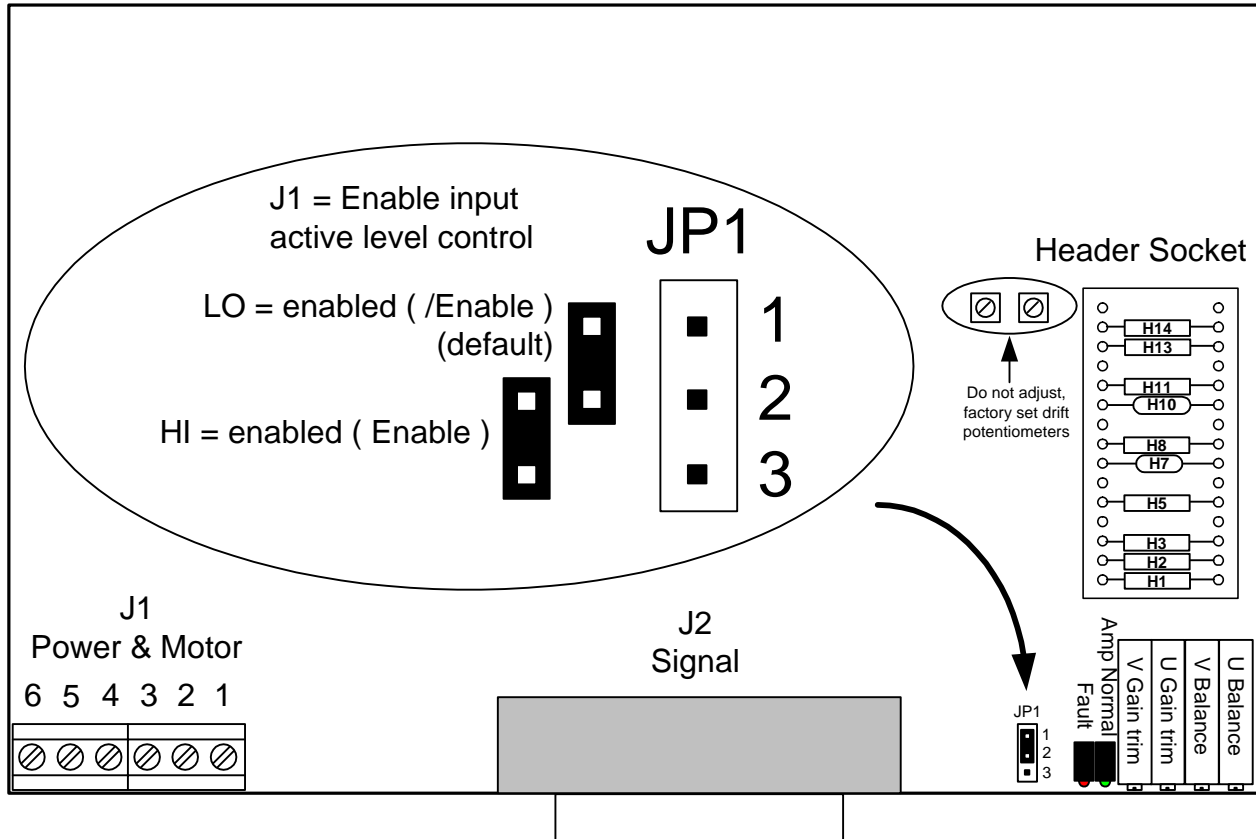 J1 = Enable input
active level control
JP1
LO = enabled ( /Enable )
(default)
HI = enabled ( Enable )
1
2
3
Header Socket
H14
H13
H11
H10
H8
H7
H5
H3
H2
H1
Do not adjust,
factory set drift
potentiometers
J1
Power & Motor
6 5 4 3 2 1
J2
Signal
JP1
1
2
3
Fault
Amp Normal
V Gain trim
U Gain trim
V Balance
U Balance